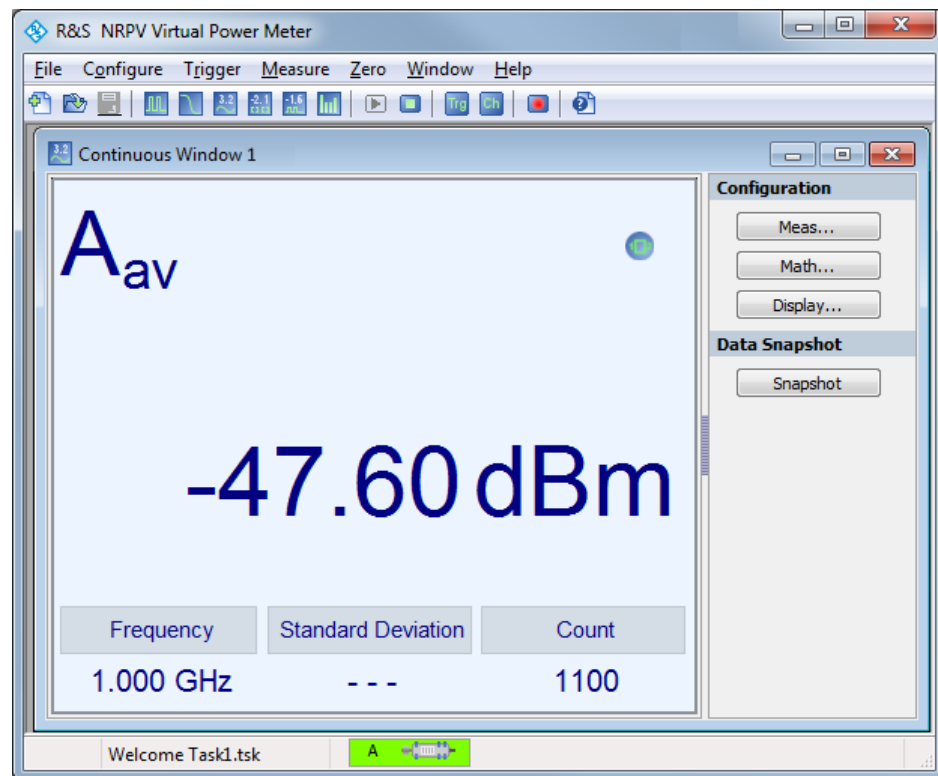 R&S NRPV Virtual Power Meter
File Configure Trigger Measure Zero Window Help
3.2 -2.1 -1.6 Trg Ch
3.2 Continuous Window 1
Configuration
Aav
Meas...
Math...
Display...
Data Snapshot
Snapshot
-47.60 dBm
Frequency Standard Deviation Count
1.000 GHz - - - 1100
Welcome Task1.tsk A